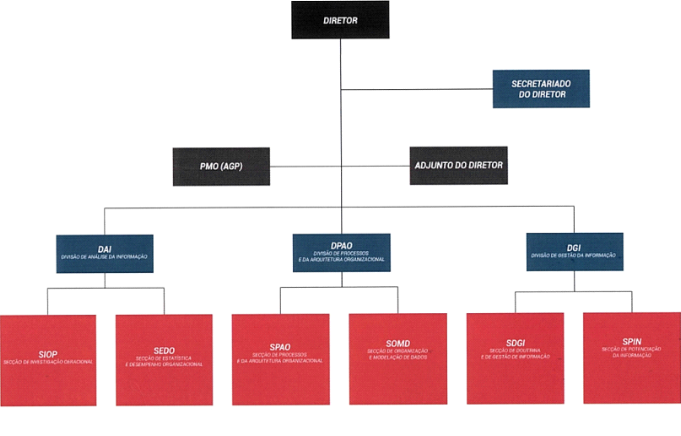 DIRETOR
SECRETARIADO
DO DIRETOR
PMO (AGP)
ADJUNTO DO DIRETOR
DAI
DIVISÃO DE ANÁLISE DA INFORMAÇÃO
DPAO
DIVISÃO DE PROCESSOS
E DA ARQUITETURA ORGANIZACIONAL
DGI
DIVISÃO DE GESTÃO DA INFORMAÇÃO
SIOP
SECÇÃO DE INVESTIGAÇÃO OPERACIONAL
SEDO
SECÇÃO DE ESTATÍSTICA
E DESEMPENHO ORGANIZACIONAL
SPAO
SECÇÃO DE PROCESSOS
E DA ARQUITETURA ORGANIZACIONAL
SOMD
SECÇÃO DE ORGANIZAÇÃO
E MODELAÇÃO DE DADOS
SDGI
SECÇÃO DE DOUTRINA
E DE GESTÃO DE INFORMAÇÃO
SPIN
SECÇÃO DE POTENCIAÇÃO
DA INFORMAÇÃO